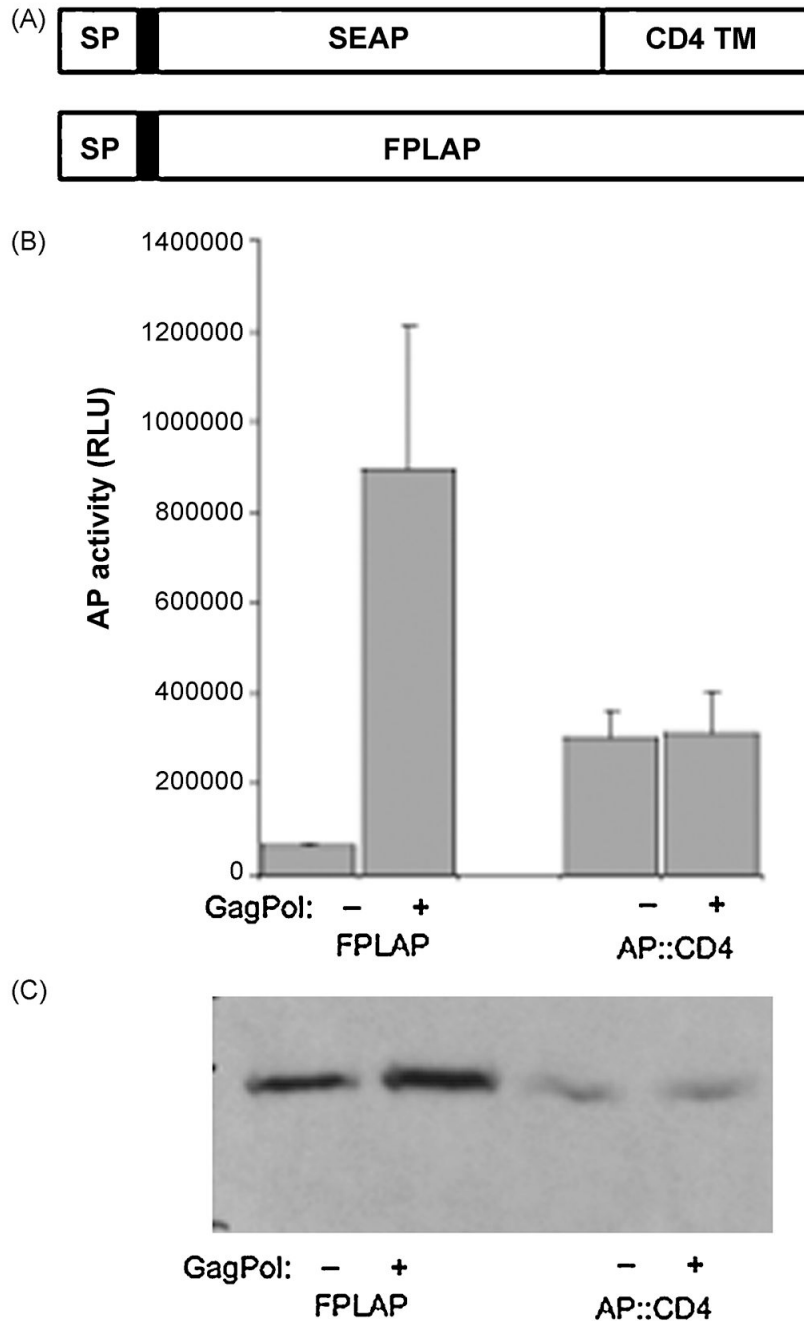 (A)
SP SEAP CD4 TM
SP FPLAP
(B)
AP activity (RLU)
1400000
1200000
1000000
800000
600000
400000
200000
0
GagPol: – + – +
FPLAP AP::CD4
(C)
GagPol: – + – +
FPLAP AP::CD4